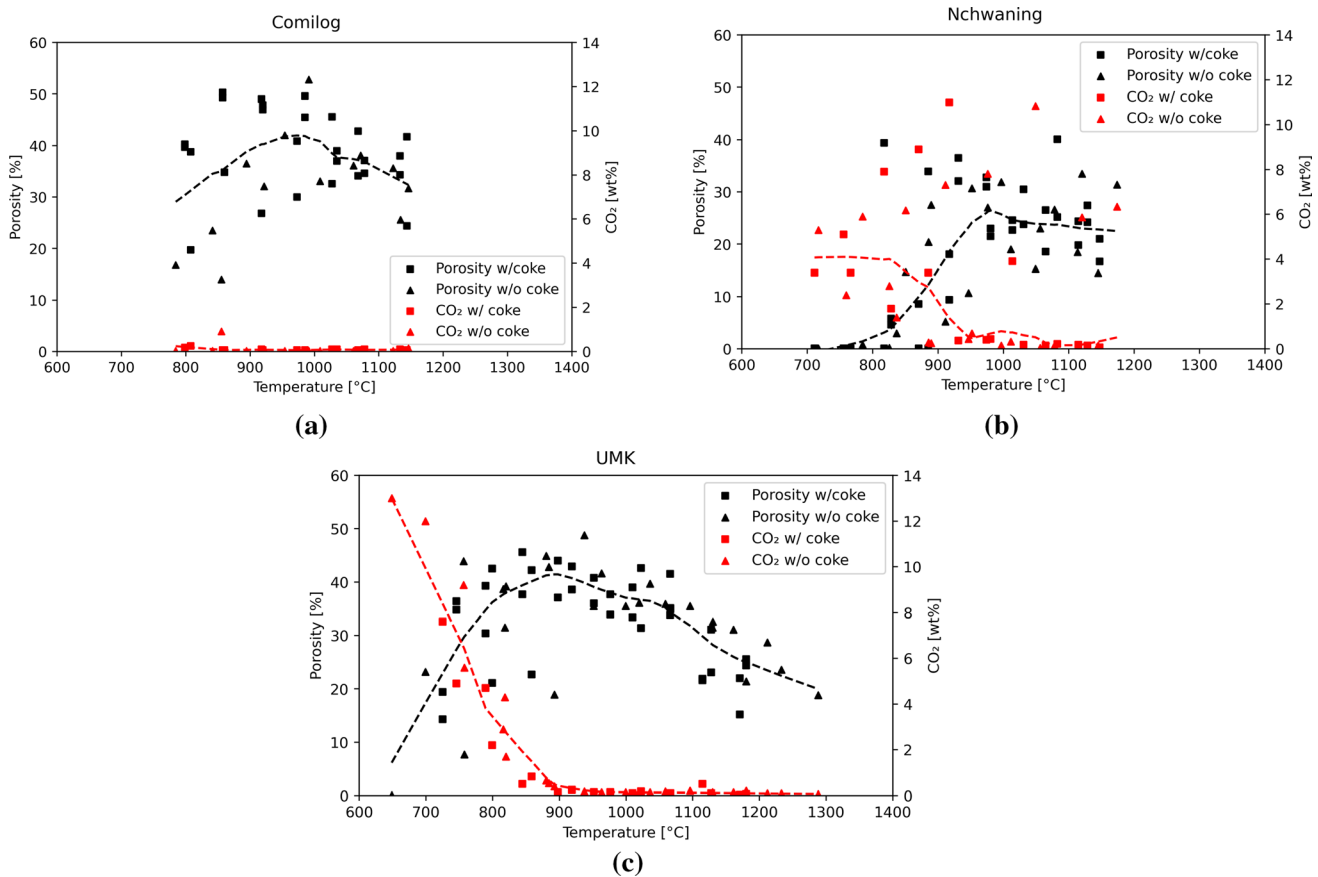 Comilog
60
50
40
30
20
10
0
Porosity [%]
14
12
10
8
6
4
2
0
CO₂ [wt%]
Porosity w/coke
Porosity w/o coke
CO₂ w/ coke
CO₂ w/o coke
600 800 1000 1200 1400 600 1400
Temperature [°C]
(a)
Nchwaning
60
50
40
30
20
10
0
Porosity [%]
14
12
10
8
6
4
2
0
CO₂ [wt%]
Porosity w/coke
Porosity w/o coke
CO₂ w/ coke
CO₂ w/o coke
600 700 800 900 1000 1100 1200 1300 1400
Temperature [°C]
(b)
UMK
60
50
40
30
20
10
0
Porosity [%]
14
12
10
8
6
4
2
0
CO₂ [wt%]
Porosity w/coke
Porosity w/o coke
CO₂ w/ coke
CO₂ w/o coke
600 700 800 900 1000 1100 1200 1300 1400
Temperature [°C]
(c)